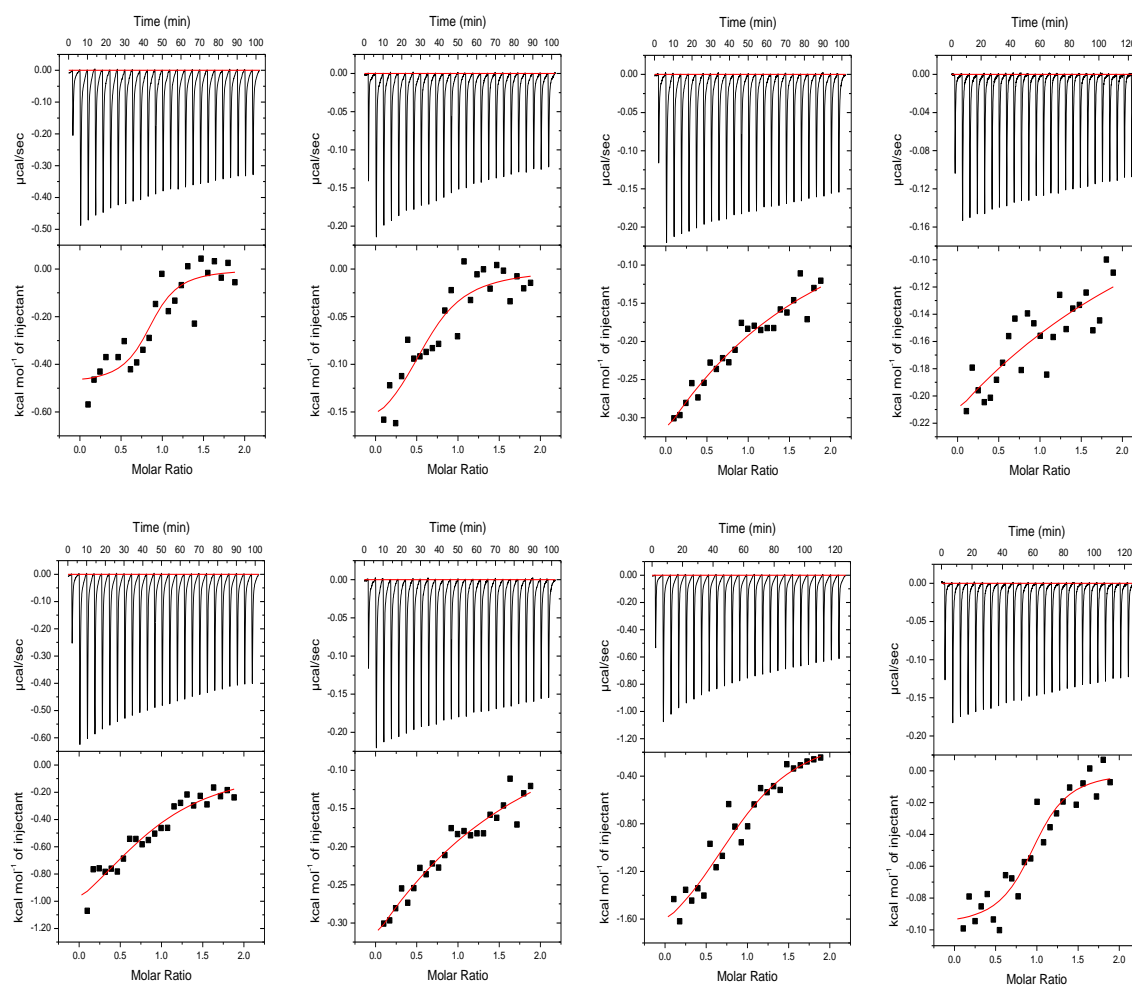 Time (min)
0 10 20 30 40 50 60 70 80 90 100
0.00
-0.10
-0.20
-0.30
-0.40
-0.50
µcal/sec
0.00
-0.20
-0.40
-0.60
kcal mol⁻¹ of injectant
0.0 0.5 1.0 1.5 2.0
Molar Ratio
Time (min)
0 10 20 30 40 50 60 70 80 90 100
0.00
-0.05
-0.10
-0.15
-0.20
µcal/sec
0.00
-0.05
-0.10
-0.15
kcal mol⁻¹ of injectant
0.0 0.5 1.0 1.5 2.0
Molar Ratio
Time (min)
0 10 20 30 40 50 60 70 80 90 100
0.00
-0.05
-0.10
-0.15
-0.20
µcal/sec
-0.10
-0.15
-0.20
-0.25
-0.30
kcal mol⁻¹ of injectant
0.0 0.5 1.0 1.5 2.0
Molar Ratio
Time (min)
0 20 40 60 80 100 120
0.00
-0.04
-0.08
-0.12
-0.16
µcal/sec
-0.10
-0.12
-0.14
-0.16
-0.18
-0.20
-0.22
kcal mol⁻¹ of injectant
0.0 0.5 1.0 1.5 2.0
Molar Ratio
Time (min)
0 10 20 30 40 50 60 70 80 90 100
0.00
-0.10
-0.20
-0.30
-0.40
-0.50
-0.60
µcal/sec
0.00
-0.20
-0.40
-0.60
-0.80
-1.00
-1.20
kcal mol⁻¹ of injectant
0.0 0.5 1.0 1.5 2.0
Molar Ratio
Time (min)
0 10 20 30 40 50 60 70 80 90 100
0.00
-0.05
-0.10
-0.15
-0.20
µcal/sec
-0.10
-0.15
-0.20
-0.25
-0.30
kcal mol⁻¹ of injectant
0.0 0.5 1.0 1.5 2.0
Molar Ratio
Time (min)
0 20 40 60 80 100 120
0.00
-0.20
-0.40
-0.60
-0.80
-1.00
-1.20
µcal/sec
-0.40
-0.80
-1.20
-1.60
kcal mol⁻¹ of injectant
0.0 0.5 1.0 1.5 2.0
Molar Ratio
Time (min)
0 20 40 60 80 100 120
0.00
-0.05
-0.10
-0.15
-0.20
µcal/sec
0.00
-0.02
-0.04
-0.06
-0.08
-0.10
kcal mol⁻¹ of injectant
0.0 0.5 1.0 1.5 2.0
Molar Ratio